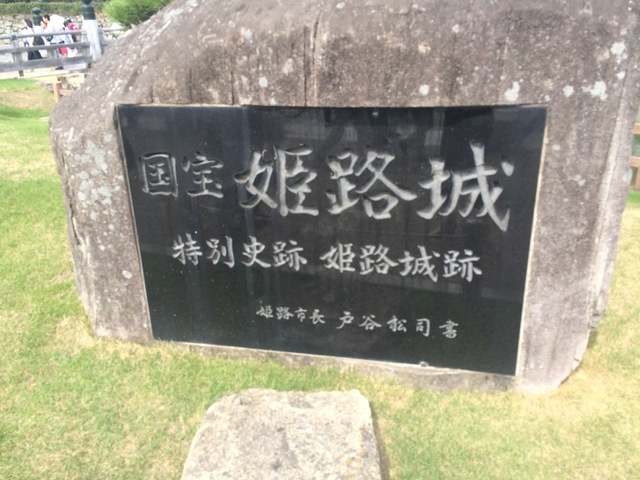 国宝 姫路城
特別史跡 姫路城跡
姫路市長 戸谷松司書